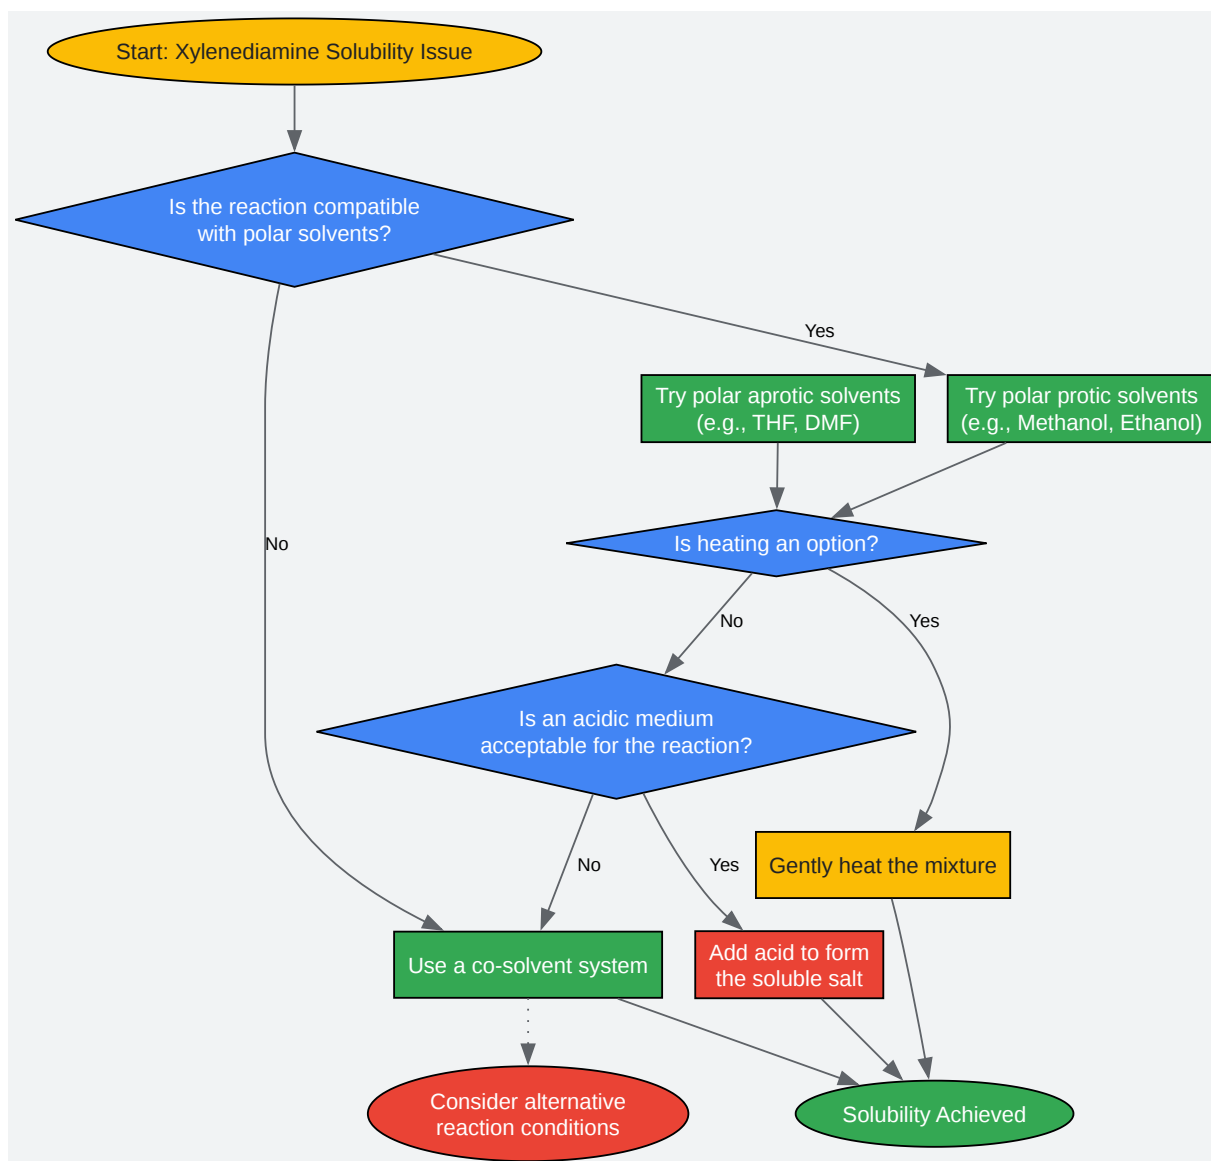 Start: Xylenediamine Solubility Issue
Is the reaction compatible
with polar solvents?
Yes
Try polar aprotic solvents
(e.g., THF, DMF)
Try polar protic solvents
(e.g., Methanol, Ethanol)
No
Is heating an option?
No
Yes
Is an acidic medium
acceptable for the reaction?
No
Yes
Gently heat the mixture
Use a co-solvent system
Add acid to form
the soluble salt
Consider alternative
reaction conditions
Solubility Achieved